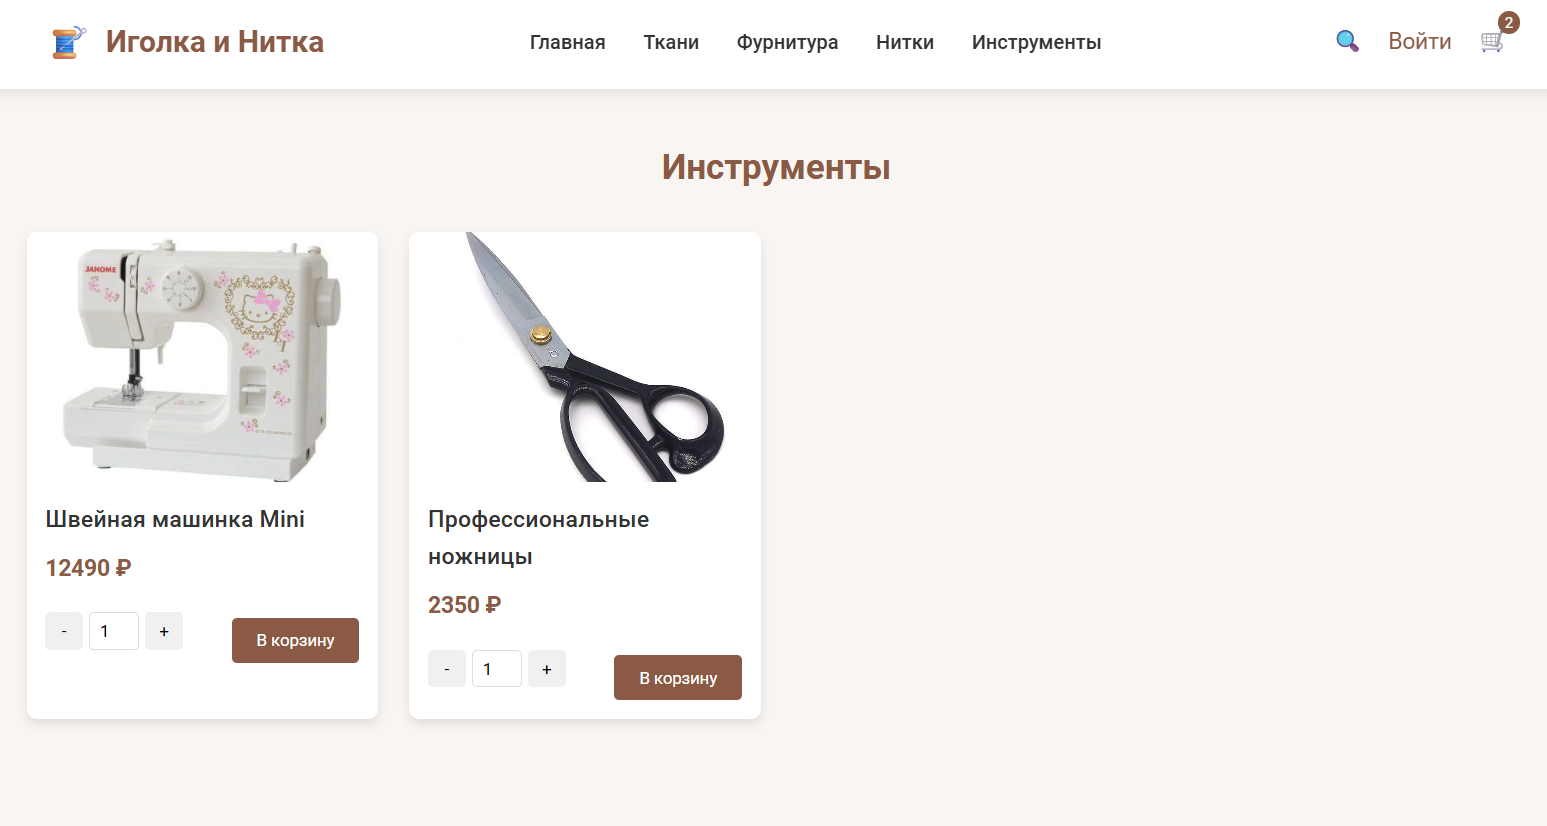 Иголка и Нитка
Главная Ткани Фурнитура Нитки Инструменты
Войти
2
Инструменты
JANOME
Швейная машинка Mini
12490 ₽
- 1 +
В корзину
Профессиональные
ножницы
2350 ₽
- 1 +
В корзину